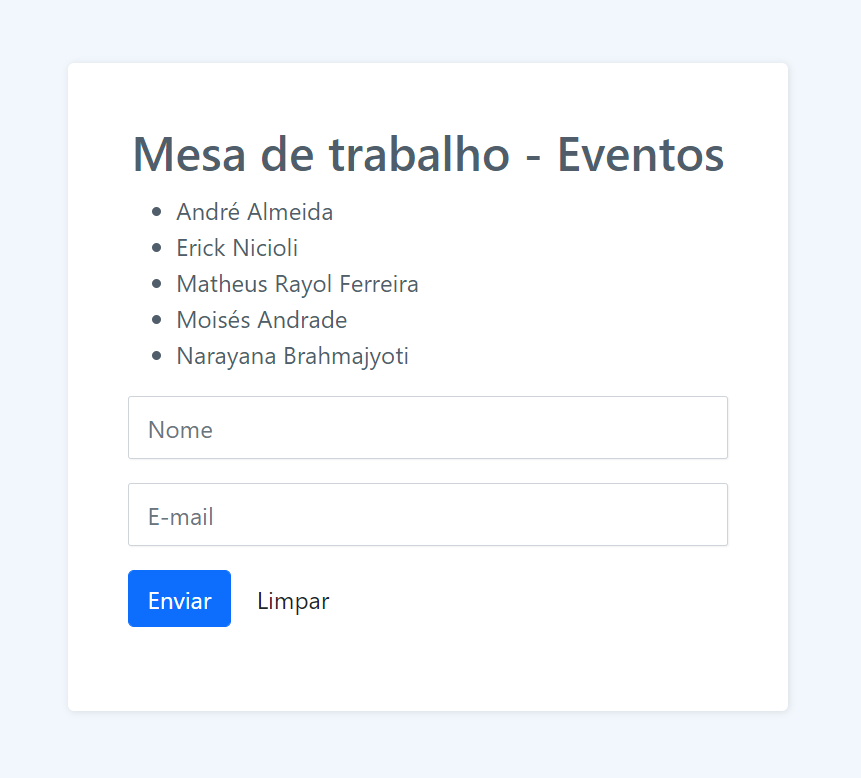 Mesa de trabalho - Eventos
André Almeida
Erick Nicioli
Matheus Rayol Ferreira
Moisés Andrade
Narayana Brahmajyoti
Nome
E-mail
Enviar Limpar